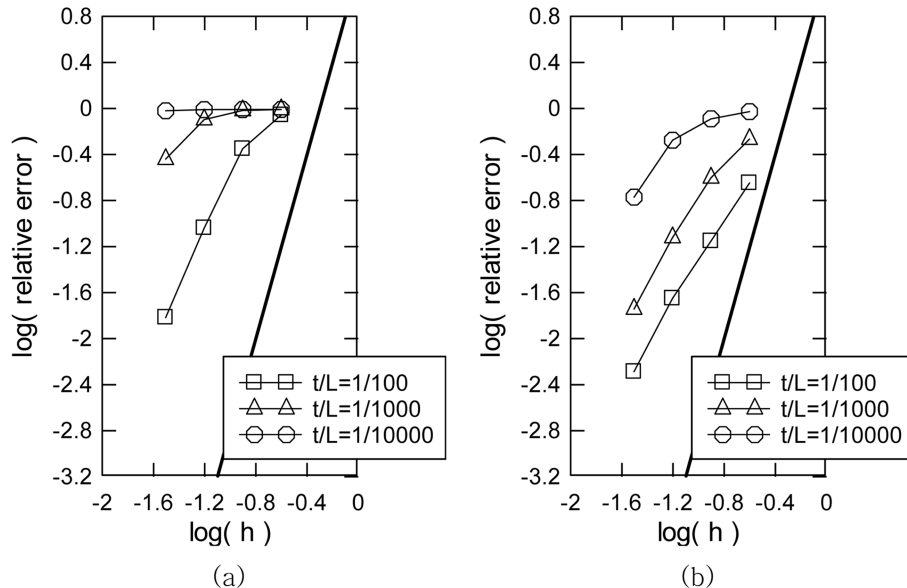 0.8
0.4
0
-0.4
-0.8
-1.2
-1.6
-2
-2.4
-2.8
-3.2
log( relative error )
t/L=1/100
t/L=1/1000
t/L=1/10000
-2 -1.6 -1.2 -0.8 -0.4 0
log( h )
(a)
0.8
0.4
0
-0.4
-0.8
-1.2
-1.6
-2
-2.4
-2.8
-3.2
log( relative error )
t/L=1/100
t/L=1/1000
t/L=1/10000
-2 -1.6 -1.2 -0.8 -0.4 0
log( h )
(b)